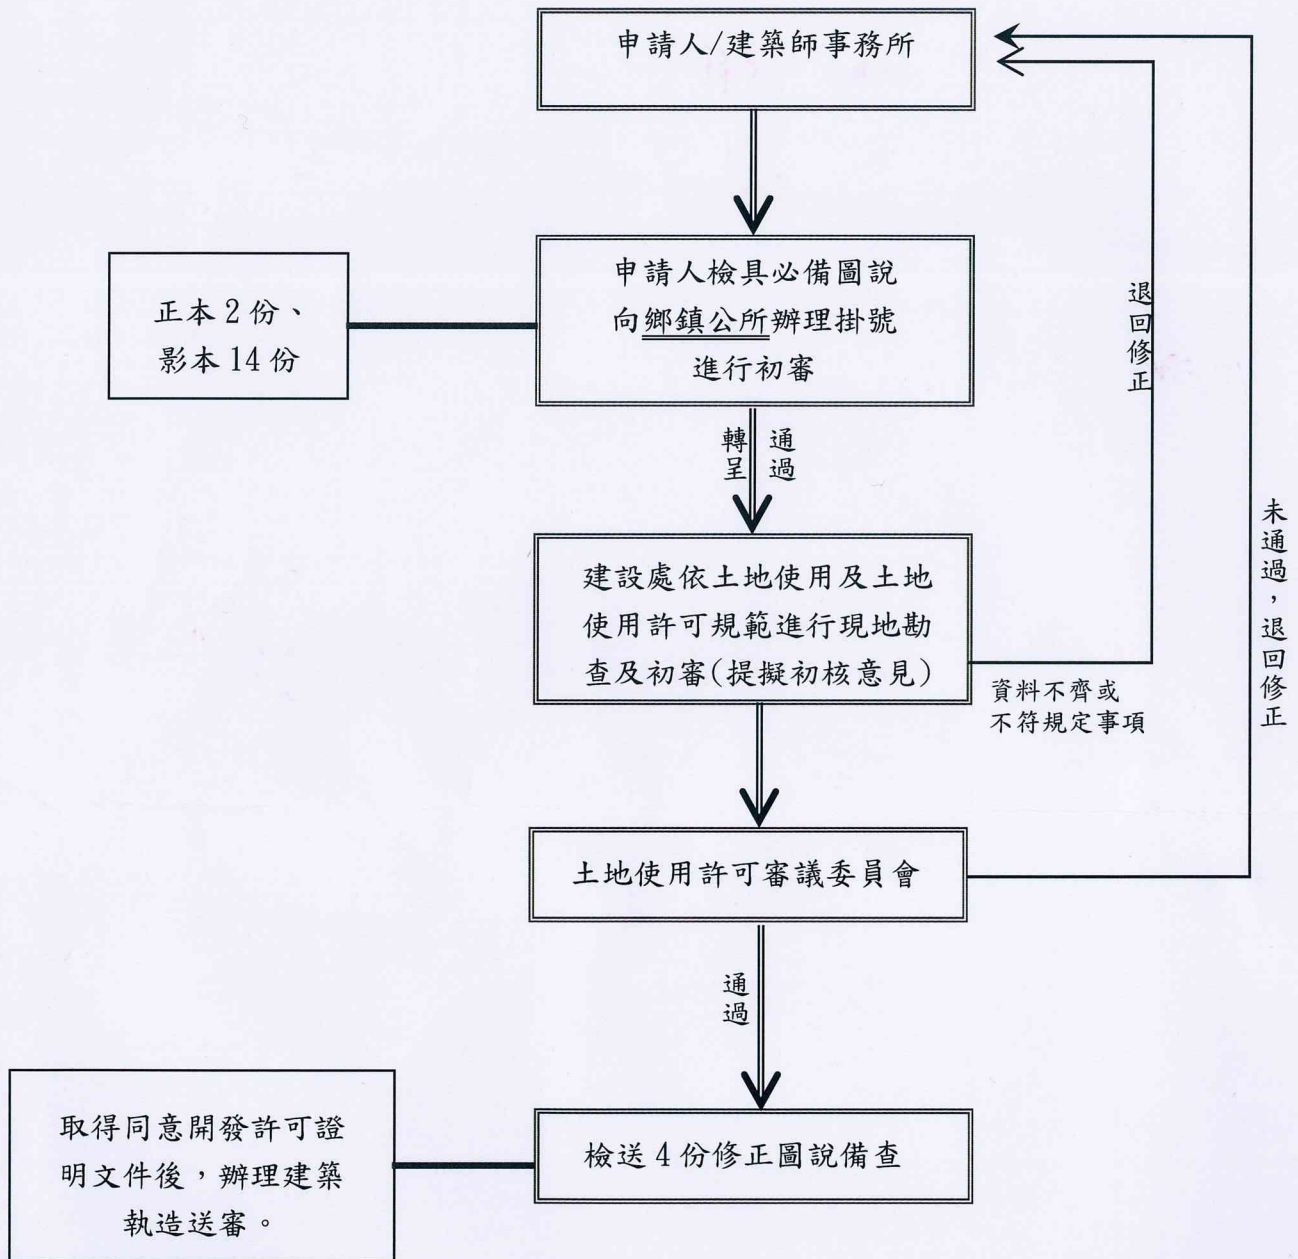 申請人/建築師事務所
申請人檢具必備圖說
向鄉鎮公所辦理掛號
進行初審
正本2份、
影本14份
轉呈
通過
建設處依土地使用及土地
使用許可規範進行現地勘
查及初審(提擬初核意見)
資料不齊或
不符規定事項
退回修正
土地使用許可審議委員會
未通過，退回修正
通過
檢送4份修正圖說備查
取得同意開發許可證
明文件後，辦理建築
執造送審。